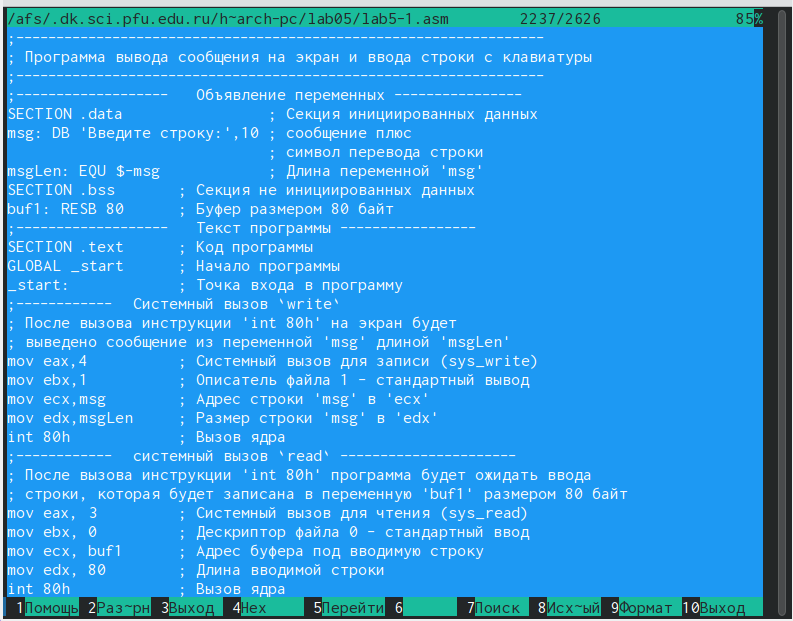 /afs/.dk.sci.pfu.edu.ru/h~arch-pc/lab05/lab5-1.asm 2237/2626 85%
;-----------------------------------------------------------
; Программа вывода сообщения на экран и ввода строки с клавиатуры
;-----------------------------------------------------------
;----------------- Объявление переменных --------------
SECTION .data ; Секция инициированных данных
msg: DB 'Введите строку:',10 ; сообщение плюс
; символ перевода строки
msgLen: EQU $-msg ; Длина переменной 'msg'
SECTION .bss ; Секция не инициированных данных
buf1: RESB 80 ; Буфер размером 80 байт
;----------------- Текст программы ---------------
SECTION .text ; Код программы
GLOBAL _start ; Начало программы
_start: ; Точка входа в программу
;----------- Системный вызов `write`
; После вызова инструкции 'int 80h' на экран будет
; выведено сообщение из переменной 'msg' длиной 'msgLen'
mov eax,4 ; Системный вызов для записи (sys_write)
mov ebx,1 ; Описатель файла 1 - стандартный вывод
mov ecx,msg ; Адрес строки 'msg' в 'ecx'
mov edx,msgLen ; Размер строки 'msg' в 'edx'
int 80h ; Вызов ядра
;----------- системный вызов `read` --------------------
; После вызова инструкции 'int 80h' программа будет ожидать ввода
; строки, которая будет записана в переменную 'buf1' размером 80 байт
mov eax, 3 ; Системный вызов для чтения (sys_read)
mov ebx, 0 ; Дескриптор файла 0 - стандартный ввод
mov ecx, buf1 ; Адрес буфера под вводимую строку
mov edx, 80 ; Длина вводимой строки
int 80h ; Вызов ядра
1Помощь 2Раз~рн 3Выход 4Hex 5Перейти 6 7Поиск 8Исх~ый 9Формат 10Выход